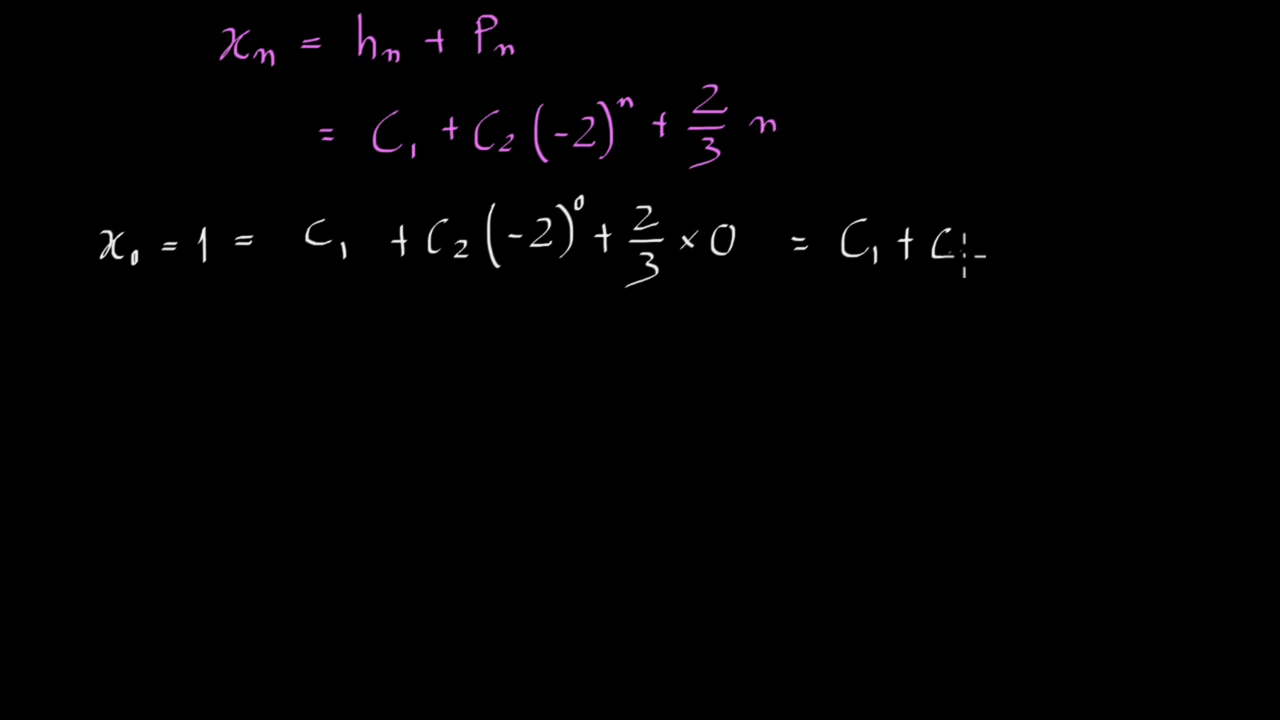 xₙ = hₙ + Pₙ
= C₁ + C₂ (-2)ⁿ + 2/3 n
x₀ = 1 = C₁ + C₂ (-2)⁰ + 2/3 × 0 = C₁ + C